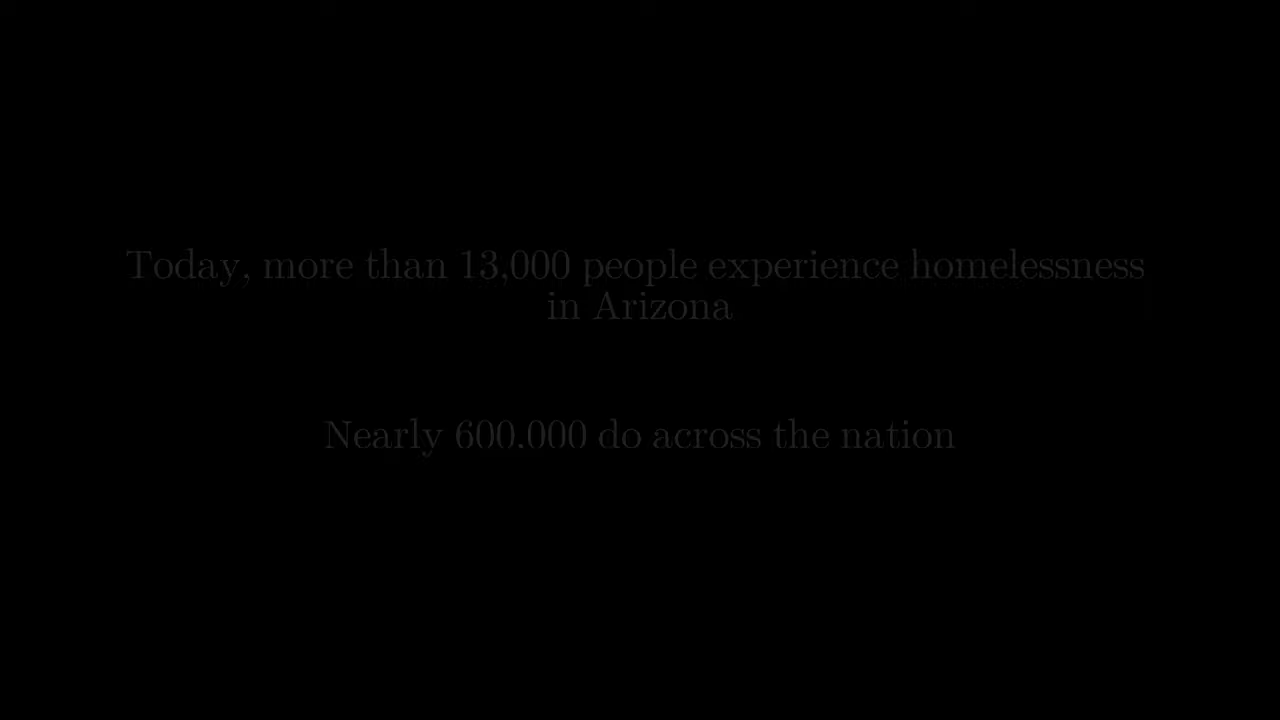 Today, more than 13,000 people experience homelessness
in Arizona
Nearly 600.000 do across the nation